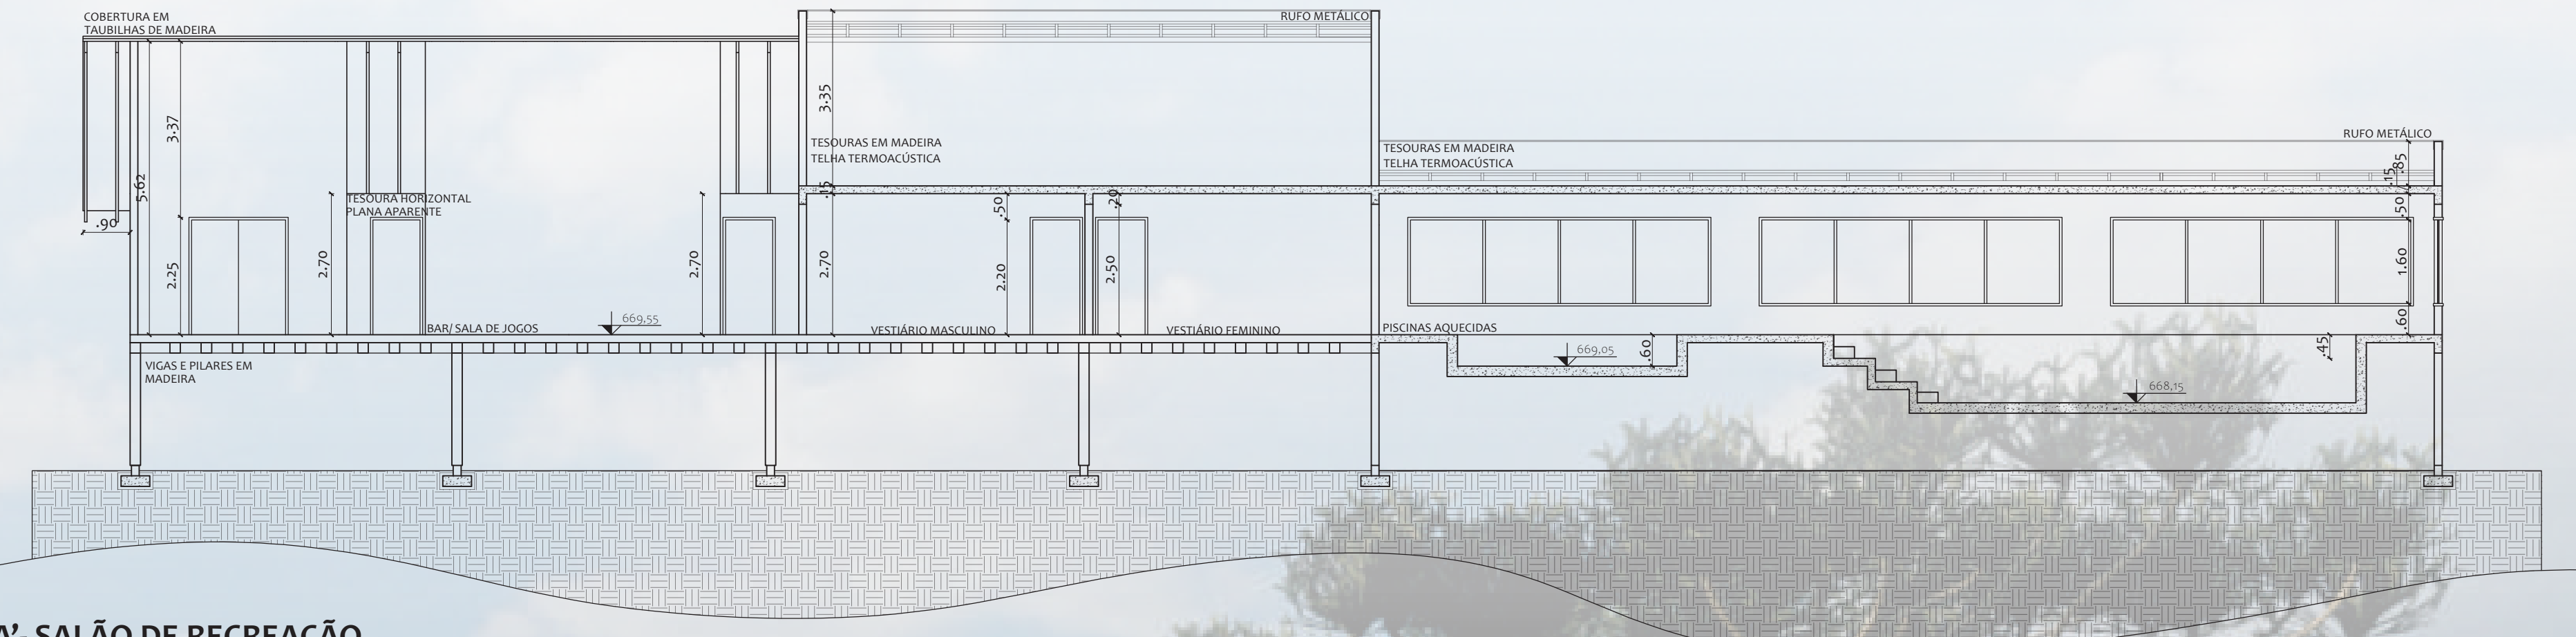 COBERTURA EM
TAUBILHAS DE MADEIRA
RUFO METÁLICO
3.37
3.35
5.62
TESOURAS EM MADEIRA
TELHA TERMOACÚSTICA
RUFO METÁLICO
TESOURAS EM MADEIRA
TELHA TERMOACÚSTICA
.85
.15
.15
TESOURA HORIZONTAL
PLANA APARENTE
.90
.50
.20
.50
2.25
2.70
2.70
2.70
2.20
2.50
1.60
.60
BAR/ SALA DE JOGOS
669,55
VESTIÁRIO MASCULINO
VESTIÁRIO FEMININO
PISCINAS AQUECIDAS
669,05
.60
.45
VIGAS E PILARES EM
MADEIRA
668,15
A'- SALÃO DE RECREAÇÃO